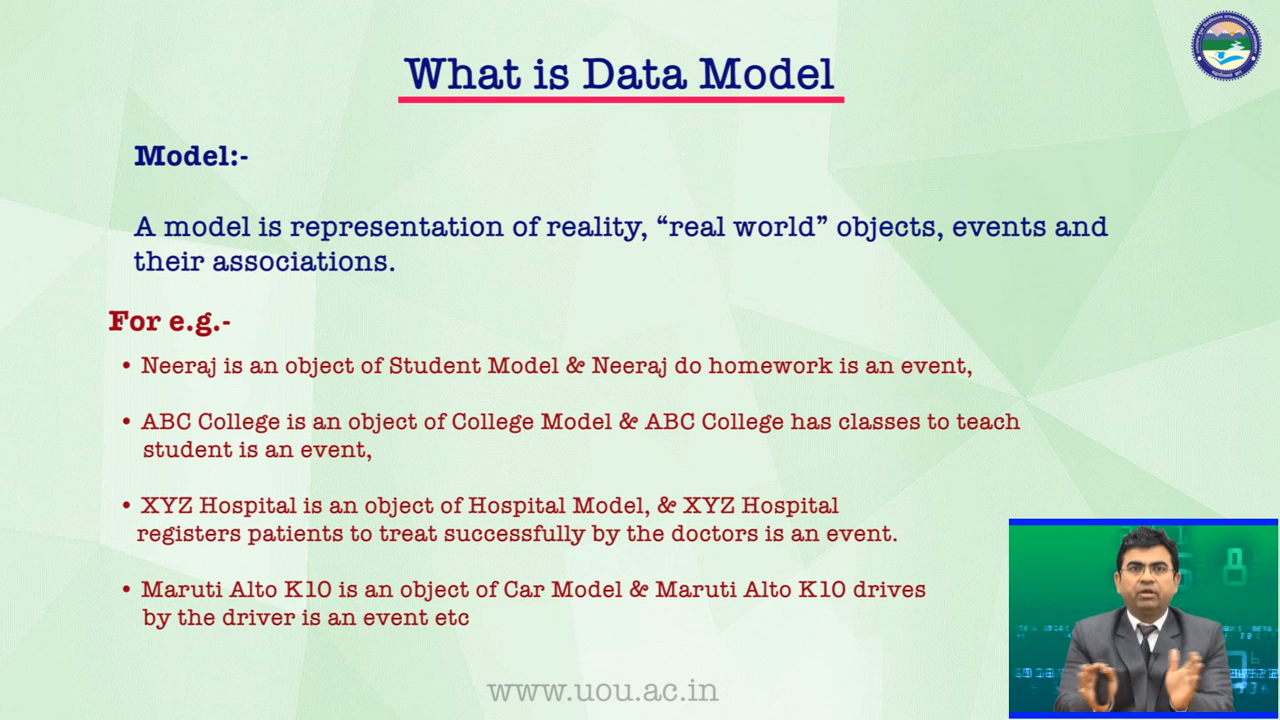 What is Data Model
Model:-
A model is representation of reality, “real world” objects, events and
their associations.
For e.g.-
• Neeraj is an object of Student Model & Neeraj do homework is an event,
• ABC College is an object of College Model & ABC College has classes to teach
student is an event,
• XYZ Hospital is an object of Hospital Model, & XYZ Hospital
registers patients to treat successfully by the doctors is an event.
• Maruti Alto K10 is an object of Car Model & Maruti Alto K10 drives
by the driver is an event etc
www.uou.ac.in